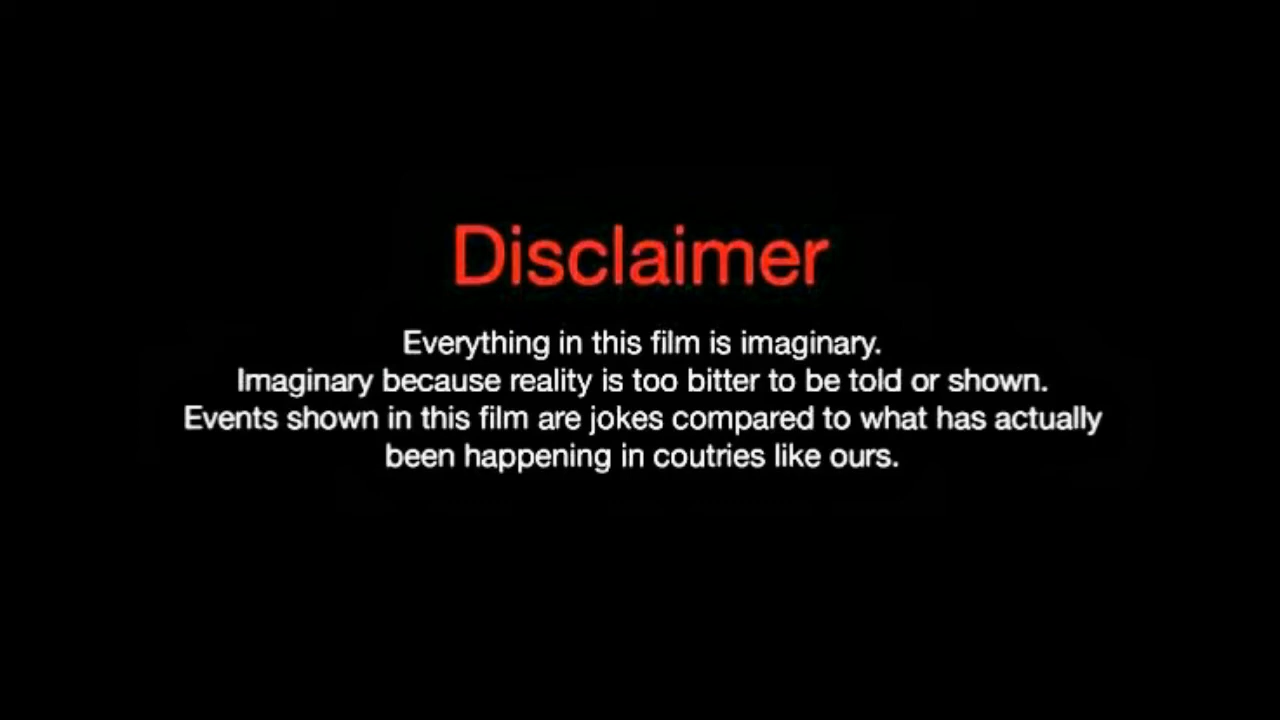 Disclaimer
Everything in this film is imaginary.
Imaginary because reality is too bitter to be told or shown.
Events shown in this film are jokes compared to what has actually
been happening in coutries like ours.